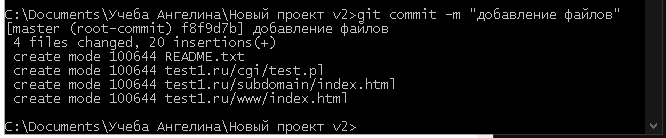 C:\Documents\Учеба Ангелина\Новый проект v2>git commit -m "добавление файлов"
[master (root-commit) f8f9d7b] добавление файлов
 4 files changed, 20 insertions(+)
 create mode 100644 README.txt
 create mode 100644 test1.ru/cgi/test.pl
 create mode 100644 test1.ru/subdomain/index.html
 create mode 100644 test1.ru/www/index.html
C:\Documents\Учеба Ангелина\Новый проект v2>